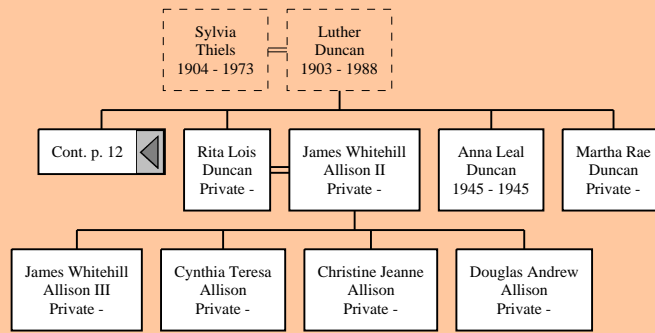 Sylvia
Thiels
1904 - 1973
Luther
Duncan
1903 - 1988
Cont. p. 12
Rita Lois
Duncan
Private -
James Whitehill
Allison II
Private -
Anna Leal
Duncan
1945 - 1945
Martha Rae
Duncan
Private -
James Whitehill
Allison III
Private -
Cynthia Teresa
Allison
Private -
Christine Jeanne
Allison
Private -
Douglas Andrew
Allison
Private -